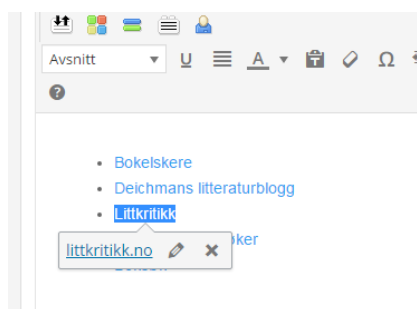 Avsnitt
U A Ω
Bokelskere
Deichmans litteraturblogg
Littkritikk
littkritikk.no